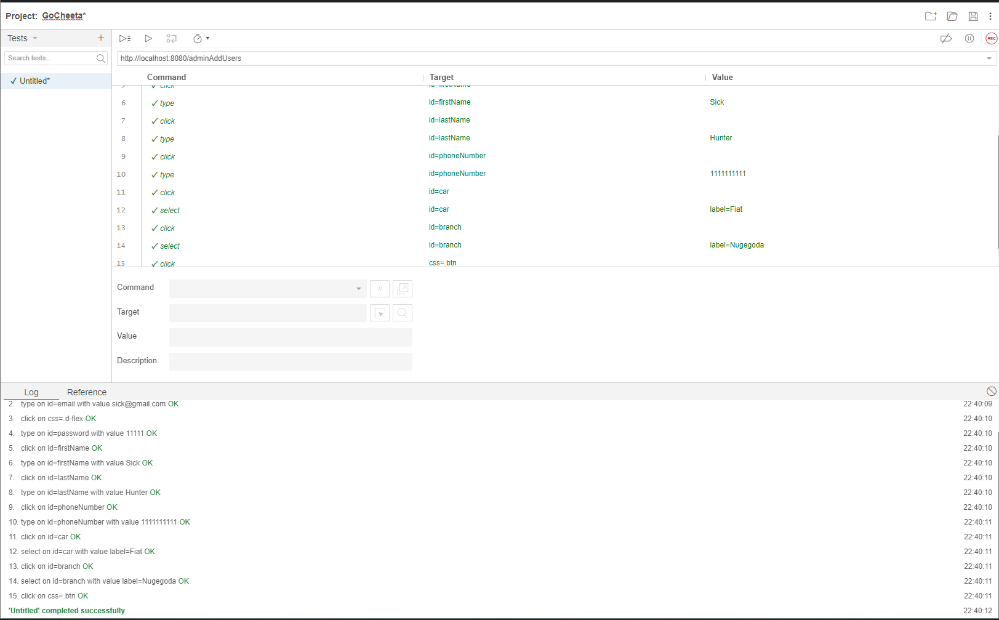 Project: GoCheeta*
Tests
Search tests...
✓ Untitled*
REC
http://localhost:8080/adminAddUsers
Command Target Value
5 ✓ click id=firstName
6 ✓ type id=firstName Sick
7 ✓ click id=lastName
8 ✓ type id=lastName Hunter
9 ✓ click id=phoneNumber
10 ✓ type id=phoneNumber 1111111111
11 ✓ click id=car
12 ✓ select id=car label=Fiat
13 ✓ click id=branch
14 ✓ select id=branch label=Nugegoda
15 ✓ click css=.btn
Command //
Target
Value
Description
Log Reference
2. type on id=email with value sick@gmail.com OK 22:40:09
3. click on css=.d-flex OK 22:40:10
4. type on id=password with value 11111 OK 22:40:10
5. click on id=firstName OK 22:40:10
6. type on id=firstName with value Sick OK 22:40:10
7. click on id=lastName OK 22:40:10
8. type on id=lastName with value Hunter OK 22:40:10
9. click on id=phoneNumber OK 22:40:10
10. type on id=phoneNumber with value 1111111111 OK 22:40:11
11. click on id=car OK 22:40:11
12. select on id=car with value label=Fiat OK 22:40:11
13. click on id=branch OK 22:40:11
14. select on id=branch with value label=Nugegoda OK 22:40:11
15. click on css=.btn OK 22:40:11
'Untitled' completed successfully 22:40:12